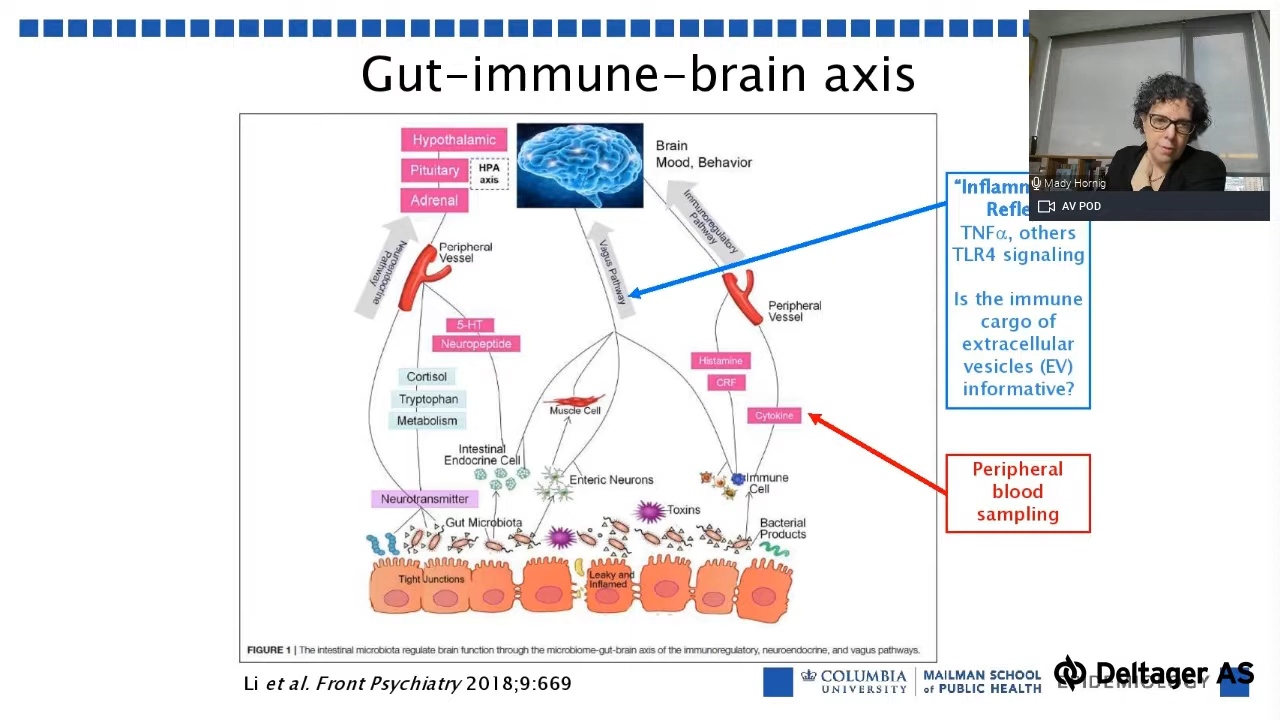 Gut-immune-brain axis
Hypothalamic
Pituitary
HPA
axis
Adrenal
Brain
Mood, Behavior
Neuroendocrine
Pathway
Vagus Pathway
Immunoregulatory
Pathway
Peripheral
Vessel
Peripheral
Vessel
5-HT
Neuropeptide
Cortisol
Tryptophan
Metabolism
Histamine
CRF
Cytokine
Muscle Cell
Intestinal
Endocrine Cell
Enteric Neurons
Immune
Cell
Neurotransmitter
Gut Microbiota
Toxins
Bacterial
Products
Tight Junctions
Leaky and
Inflamed
FIGURE 1 | The intestinal microbiota regulate brain function through the microbiome-gut-brain axis of the immunoregulatory, neuroendocrine, and vagus pathways.
Mady Hornig
AV POD
TNFα, others
TLR4 signaling
Is the immune
cargo of
extracellular
vesicles (EV)
informative?
Peripheral
blood
sampling
Li et al. Front Psychiatry 2018;9:669
COLUMBIA
UNIVERSITY
MAILMAN SCHOOL
of PUBLIC HEALTH
EPIDEMIOLOGY
Deltager AS